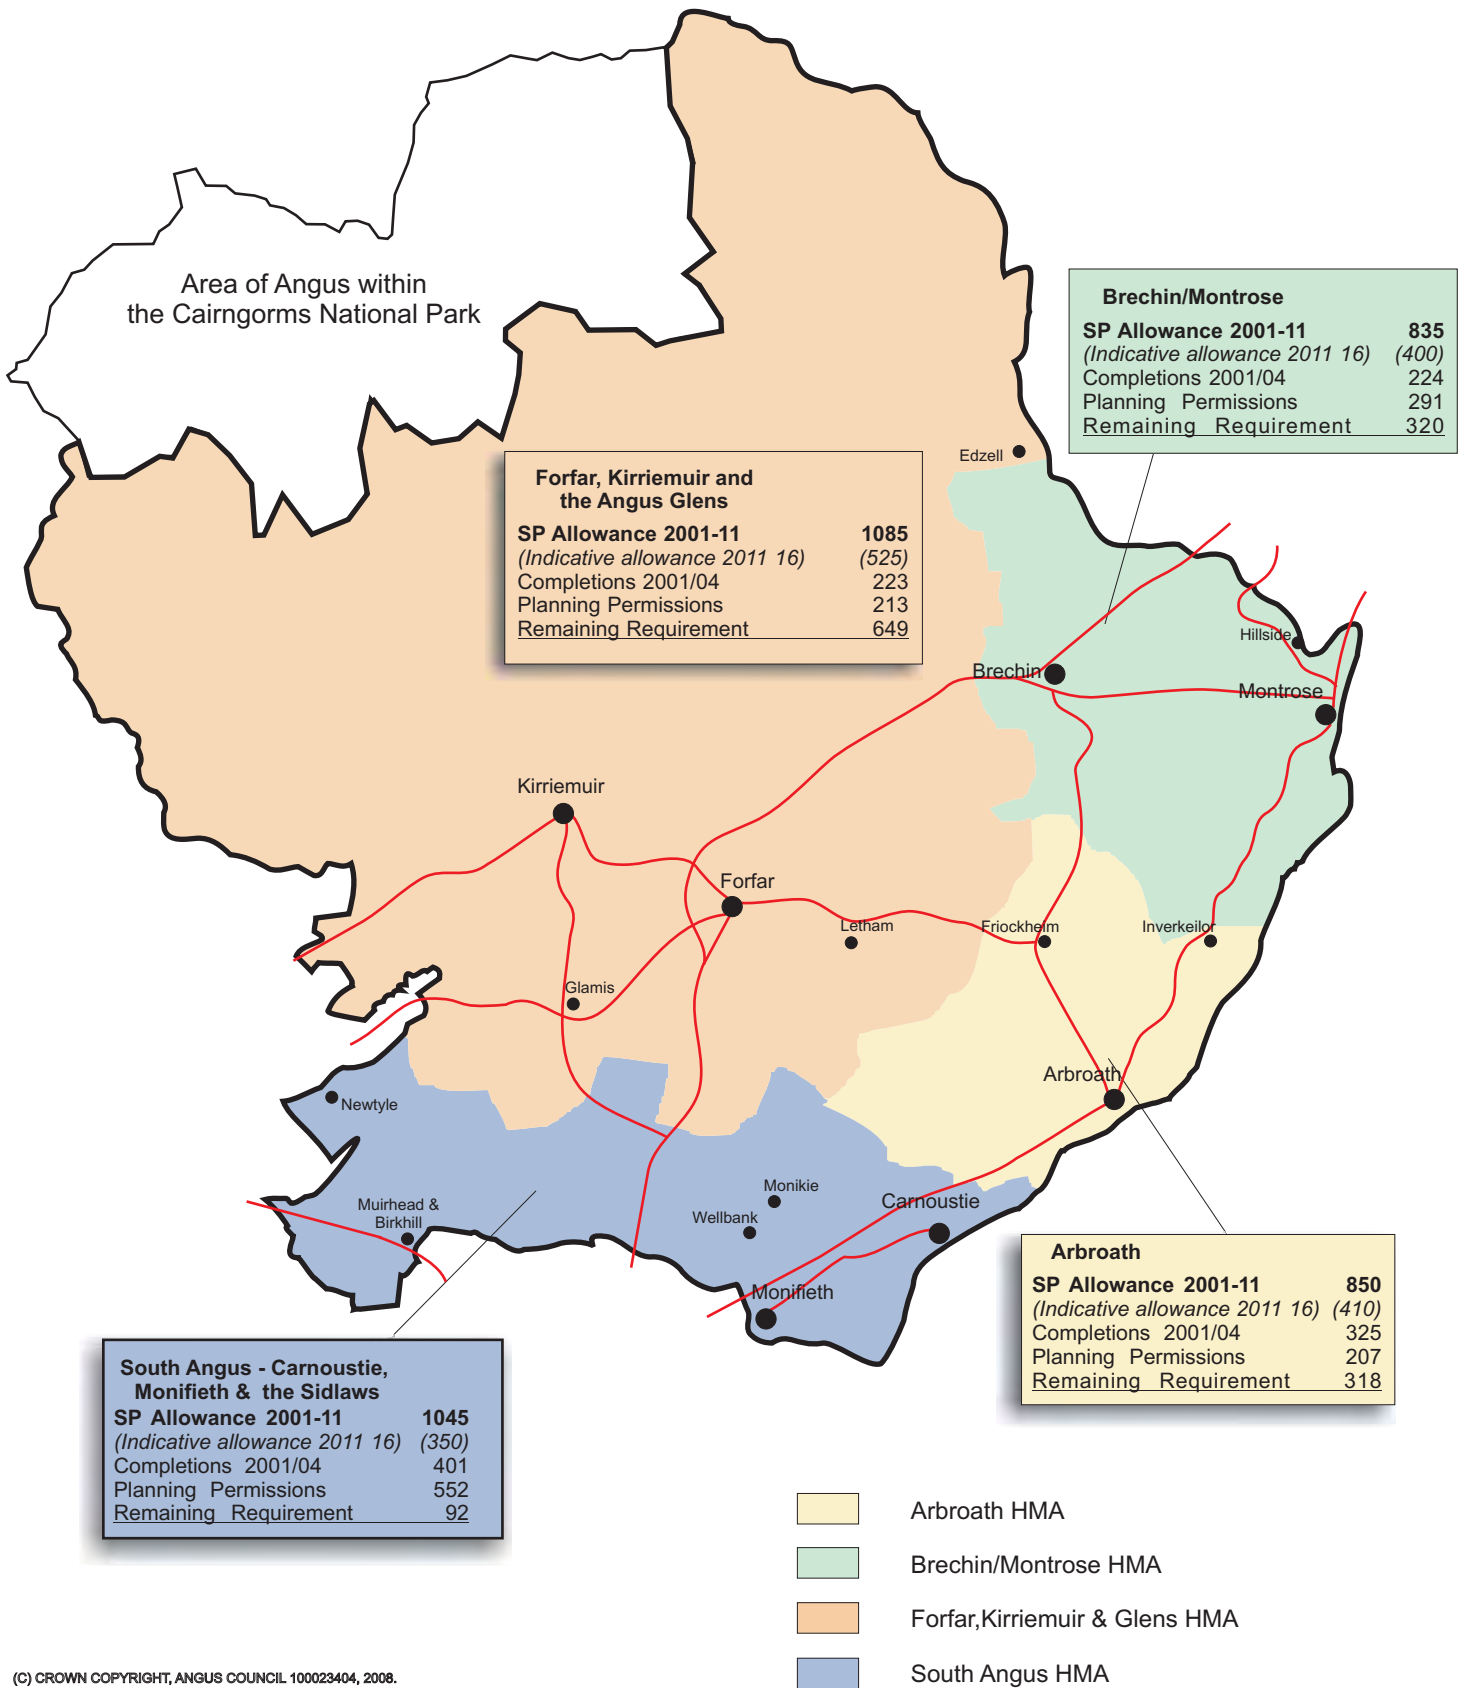 Area of Angus within
the Cairngorms National Park
Brechin/Montrose
SP Allowance 2001-11 835
(Indicative allowance 2011 16) (400)
Completions 2001/04 224
Planning Permissions 291
Remaining Requirement 320
Edzell
Forfar, Kirriemuir and
the Angus Glens
SP Allowance 2001-11 1085
(Indicative allowance 2011 16) (525)
Completions 2001/04 223
Planning Permissions 213
Remaining Requirement 649
Hillside
Brechin
Montrose
Kirriemuir
Forfar
Letham
Friockheim
Inverkeilor
Glamis
Arbroath
Newtyle
Monikie
Carnoustie
Muirhead &
Birkhill
Wellbank
Monifieth
Arbroath
SP Allowance 2001-11 850
(Indicative allowance 2011 16) (410)
Completions 2001/04 325
Planning Permissions 207
Remaining Requirement 318
South Angus - Carnoustie,
Monifieth & the Sidlaws
SP Allowance 2001-11 1045
(Indicative allowance 2011 16) (350)
Completions 2001/04 401
Planning Permissions 552
Remaining Requirement 92
Arbroath HMA
Brechin/Montrose HMA
Forfar,Kirriemuir & Glens HMA
South Angus HMA
(C) CROWN COPYRIGHT, ANGUS COUNCIL 100023404, 2008.